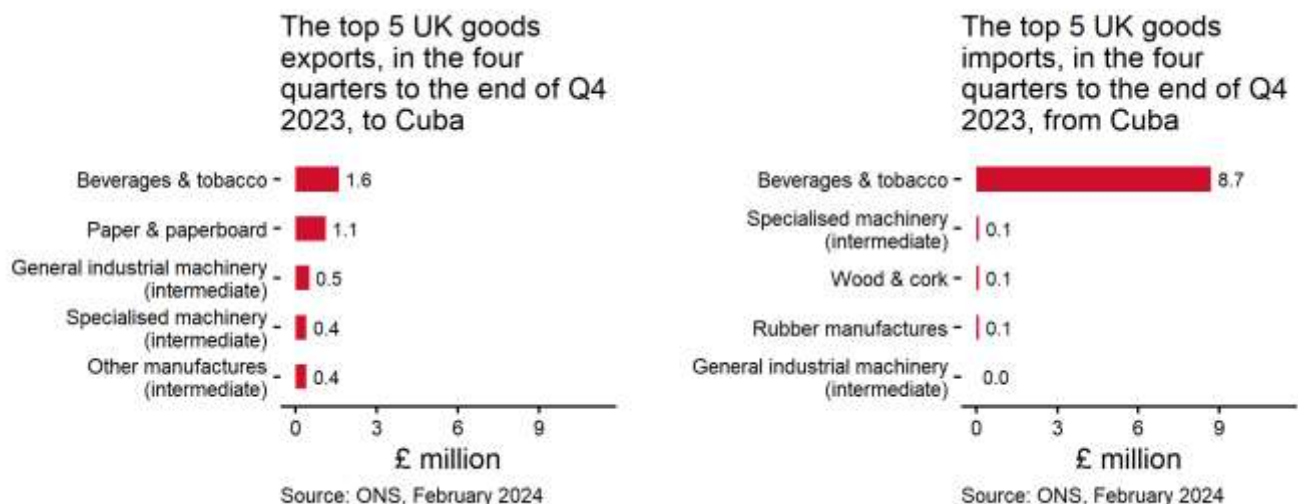 The top 5 UK goods
exports, in the four
quarters to the end of Q4
2023, to Cuba
Beverages & tobacco
1.6
Paper & paperboard
1.1
General industrial machinery
(intermediate)
0.5
Specialised machinery
(intermediate)
0.4
Other manufactures
(intermediate)
0.4
0 3 6 9
£ million
Source: ONS, February 2024
The top 5 UK goods
imports, in the four
quarters to the end of Q4
2023, from Cuba
Beverages & tobacco
8.7
Specialised machinery
(intermediate)
0.1
Wood & cork
0.1
Rubber manufactures
0.1
General industrial machinery
(intermediate)
0.0
0 3 6 9
£ million
Source: ONS, February 2024